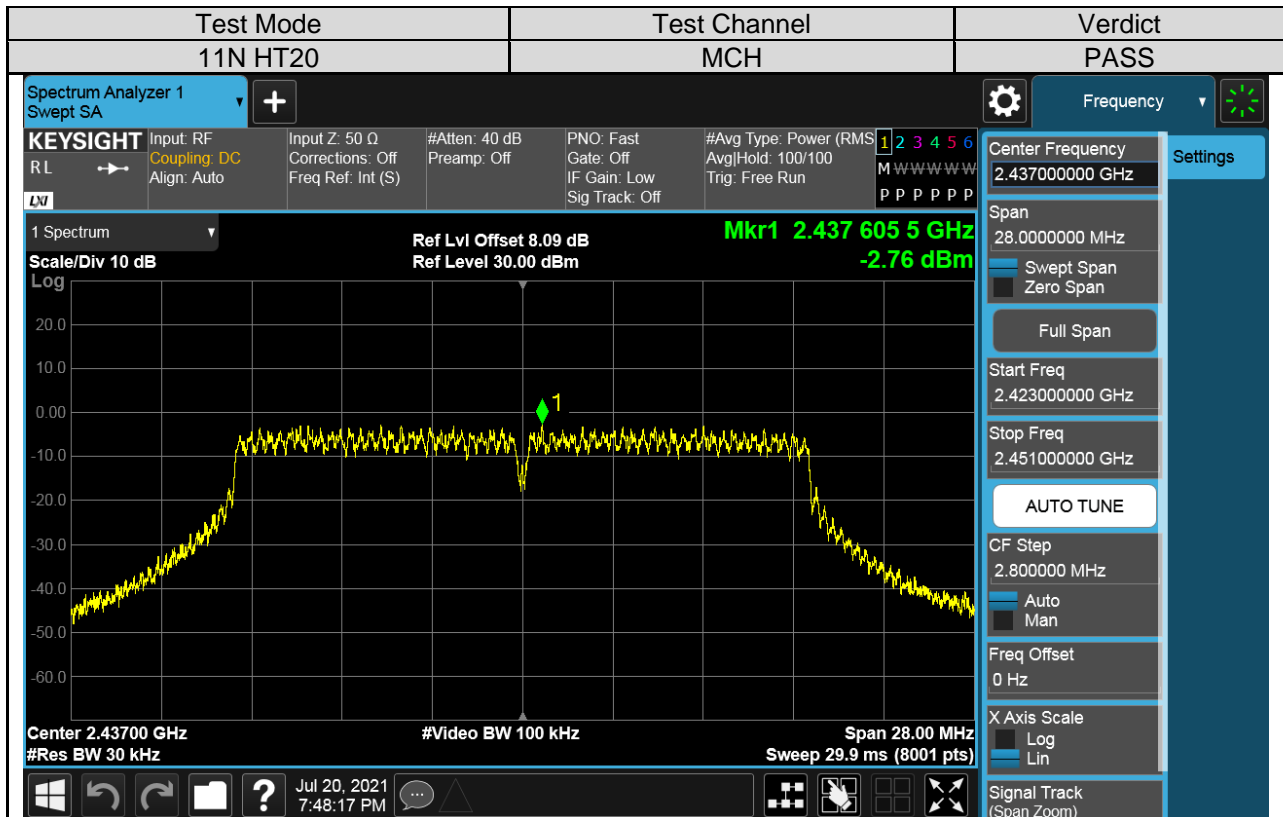 Test Mode Test Channel Verdict
11N HT20 MCH PASS
Spectrum Analyzer 1
Swept SA
+
Frequency
KEYSIGHT Input: RF Input Z: 50 Ω #Atten: 40 dB PNO: Fast #Avg Type: Power (RMS 1 2 3 4 5 6
RL Coupling: DC Corrections: Off Preamp: Off Gate: Off Avg|Hold: 100/100 M W W W W W
Align: Auto Freq Ref: Int (S) IF Gain: Low Trig: Free Run
LXI Sig Track: Off P P P P P P
1 Spectrum
Scale/Div 10 dB
Ref Lvl Offset 8.09 dB
Ref Level 30.00 dBm
Mkr1 2.437 605 5 GHz
-2.76 dBm
Log
20.0
10.0
0.00
-10.0
-20.0
-30.0
-40.0
-50.0
-60.0
1
Center 2.43700 GHz #Video BW 100 kHz Span 28.00 MHz
#Res BW 30 kHz Sweep 29.9 ms (8001 pts)
Center Frequency
2.437000000 GHz
Settings
Span
28.0000000 MHz
Swept Span
Zero Span
Full Span
Start Freq
2.423000000 GHz
Stop Freq
2.451000000 GHz
AUTO TUNE
CF Step
2.800000 MHz
Auto
Man
Freq Offset
0 Hz
X Axis Scale
Log
Lin
Signal Track
(Span Zoom)
? Jul 20, 2021
7:48:17 PM